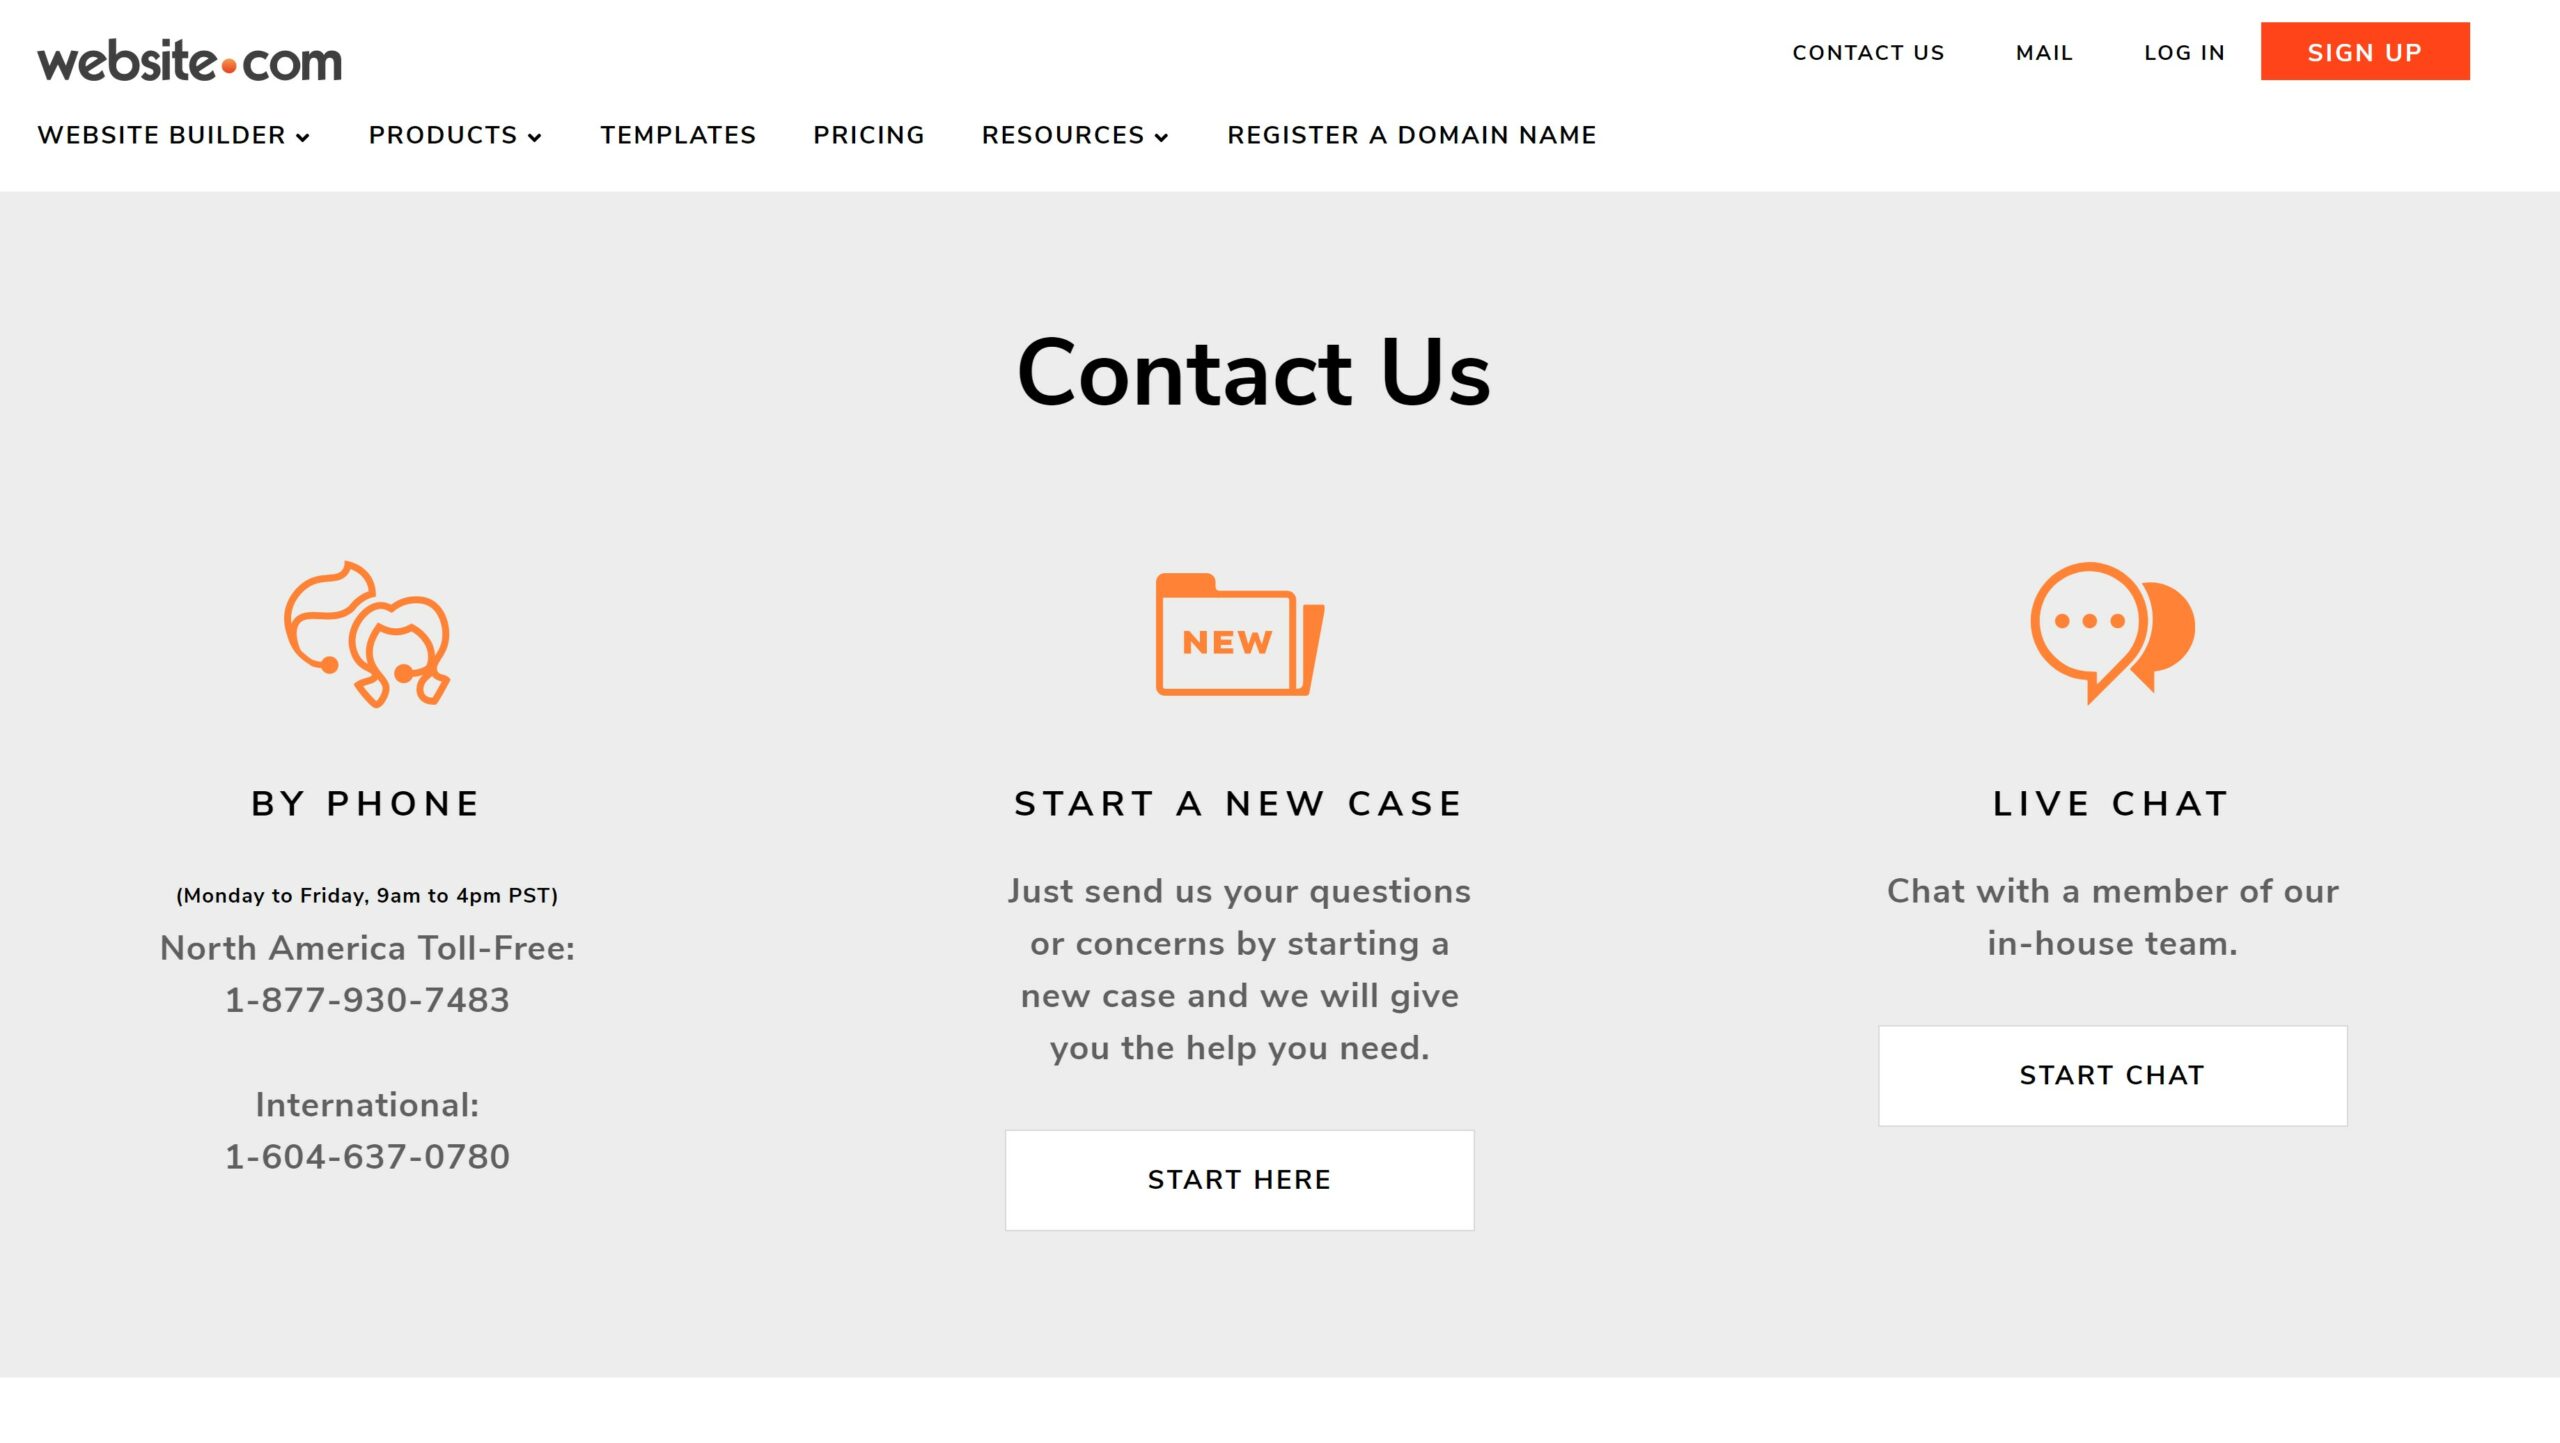 website.com
CONTACT US MAIL LOG IN SIGN UP
WEBSITE BUILDER PRODUCTS TEMPLATES PRICING RESOURCES REGISTER A DOMAIN NAME
Contact Us
BY PHONE
(Monday to Friday, 9am to 4pm PST)
North America Toll-Free:
1-877-930-7483
International:
1-604-637-0780
NEW
START A NEW CASE
Just send us your questions
or concerns by starting a
new case and we will give
you the help you need.
START HERE
LIVE CHAT
Chat with a member of our
in-house team.
START CHAT